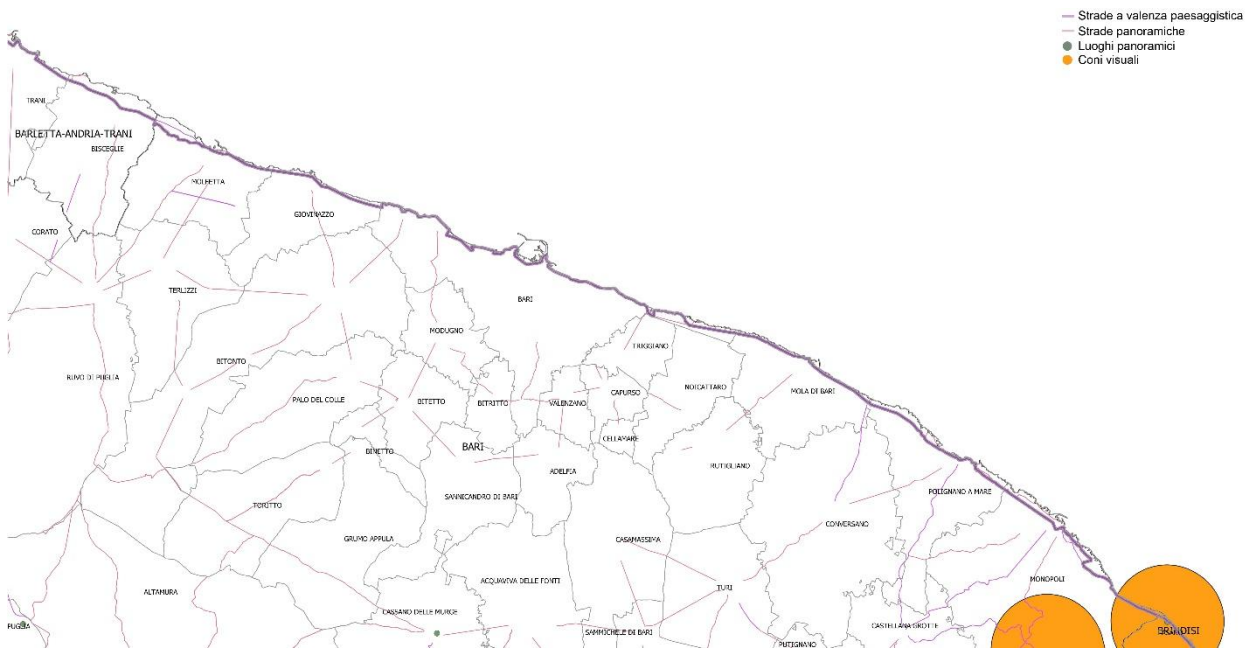 Strade a valenza paesaggistica
Strade panoramiche
Luoghi panoramici
Coni visuali
TRANI
BARLETTA-ANDRIA-TRANI
BISCEGLIE
MOLFETTA
GIOVINAZZO
CORATO
TERLIZZI
BARI
MODUGNO
TRIGGIANO
BITONTO
RUVO DI PUGLIA
NOICATTARO
CAPURSO
MOLA DI BARI
PALO DEL COLLE
BITETTO
BITRITTO
VALENZANO
CELLAMARE
BARI
BINETTO
RUTIGLIANO
ADELFIA
SANNICANDRO DI BARI
POLIGNANO A MARE
TORITTO
CONVERSANO
GRUMO APPULA
CASAMASSIMA
ACQUAVIVA DELLE FONTI
MONOPOLI
TURI
ALTAMURA
CASSANO DELLE MURGE
PUGLIA
CASTELLANA GROTTE
SAMMICHELE DI BARI
BRINDISI
PUTIGNANO